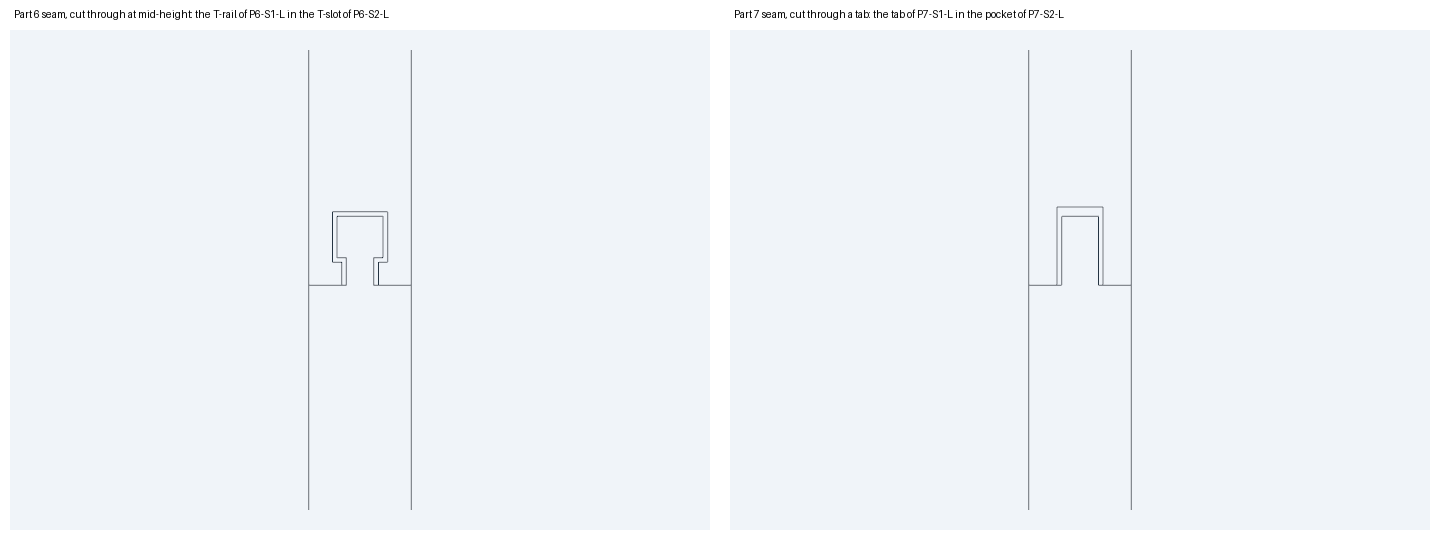 Part 6 seam, cut through at mid-height: the T-rail of P6-S1-L in the T-slot of P6-S2-L
Part 7 seam, cut through a tab: the tab of P7-S1-L in the pocket of P7-S2-L